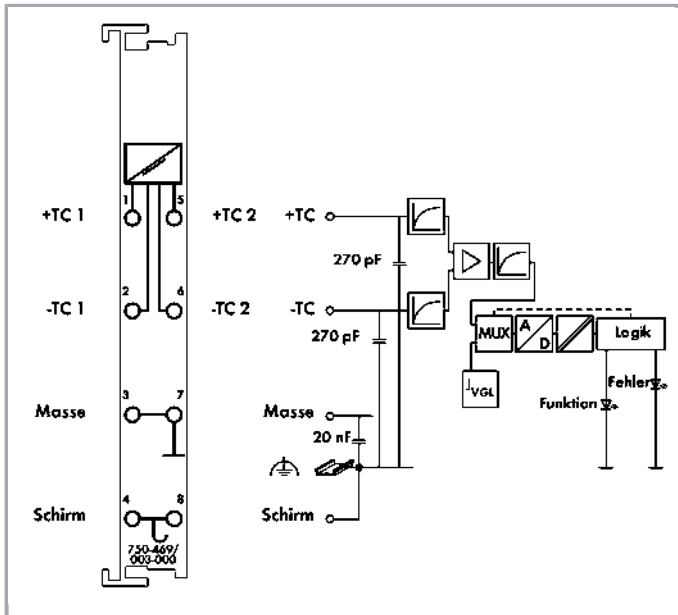 1 5
+TC 1 +TC 2 +TC
270 pF
2 6
-TC 1 -TC 2 -TC
270 pF
MUX A D Logik
VGL
Fehler
Funktion
3 7
Masse Masse
20 nF
4 8
Schirm Schirm
750-469/
003-000